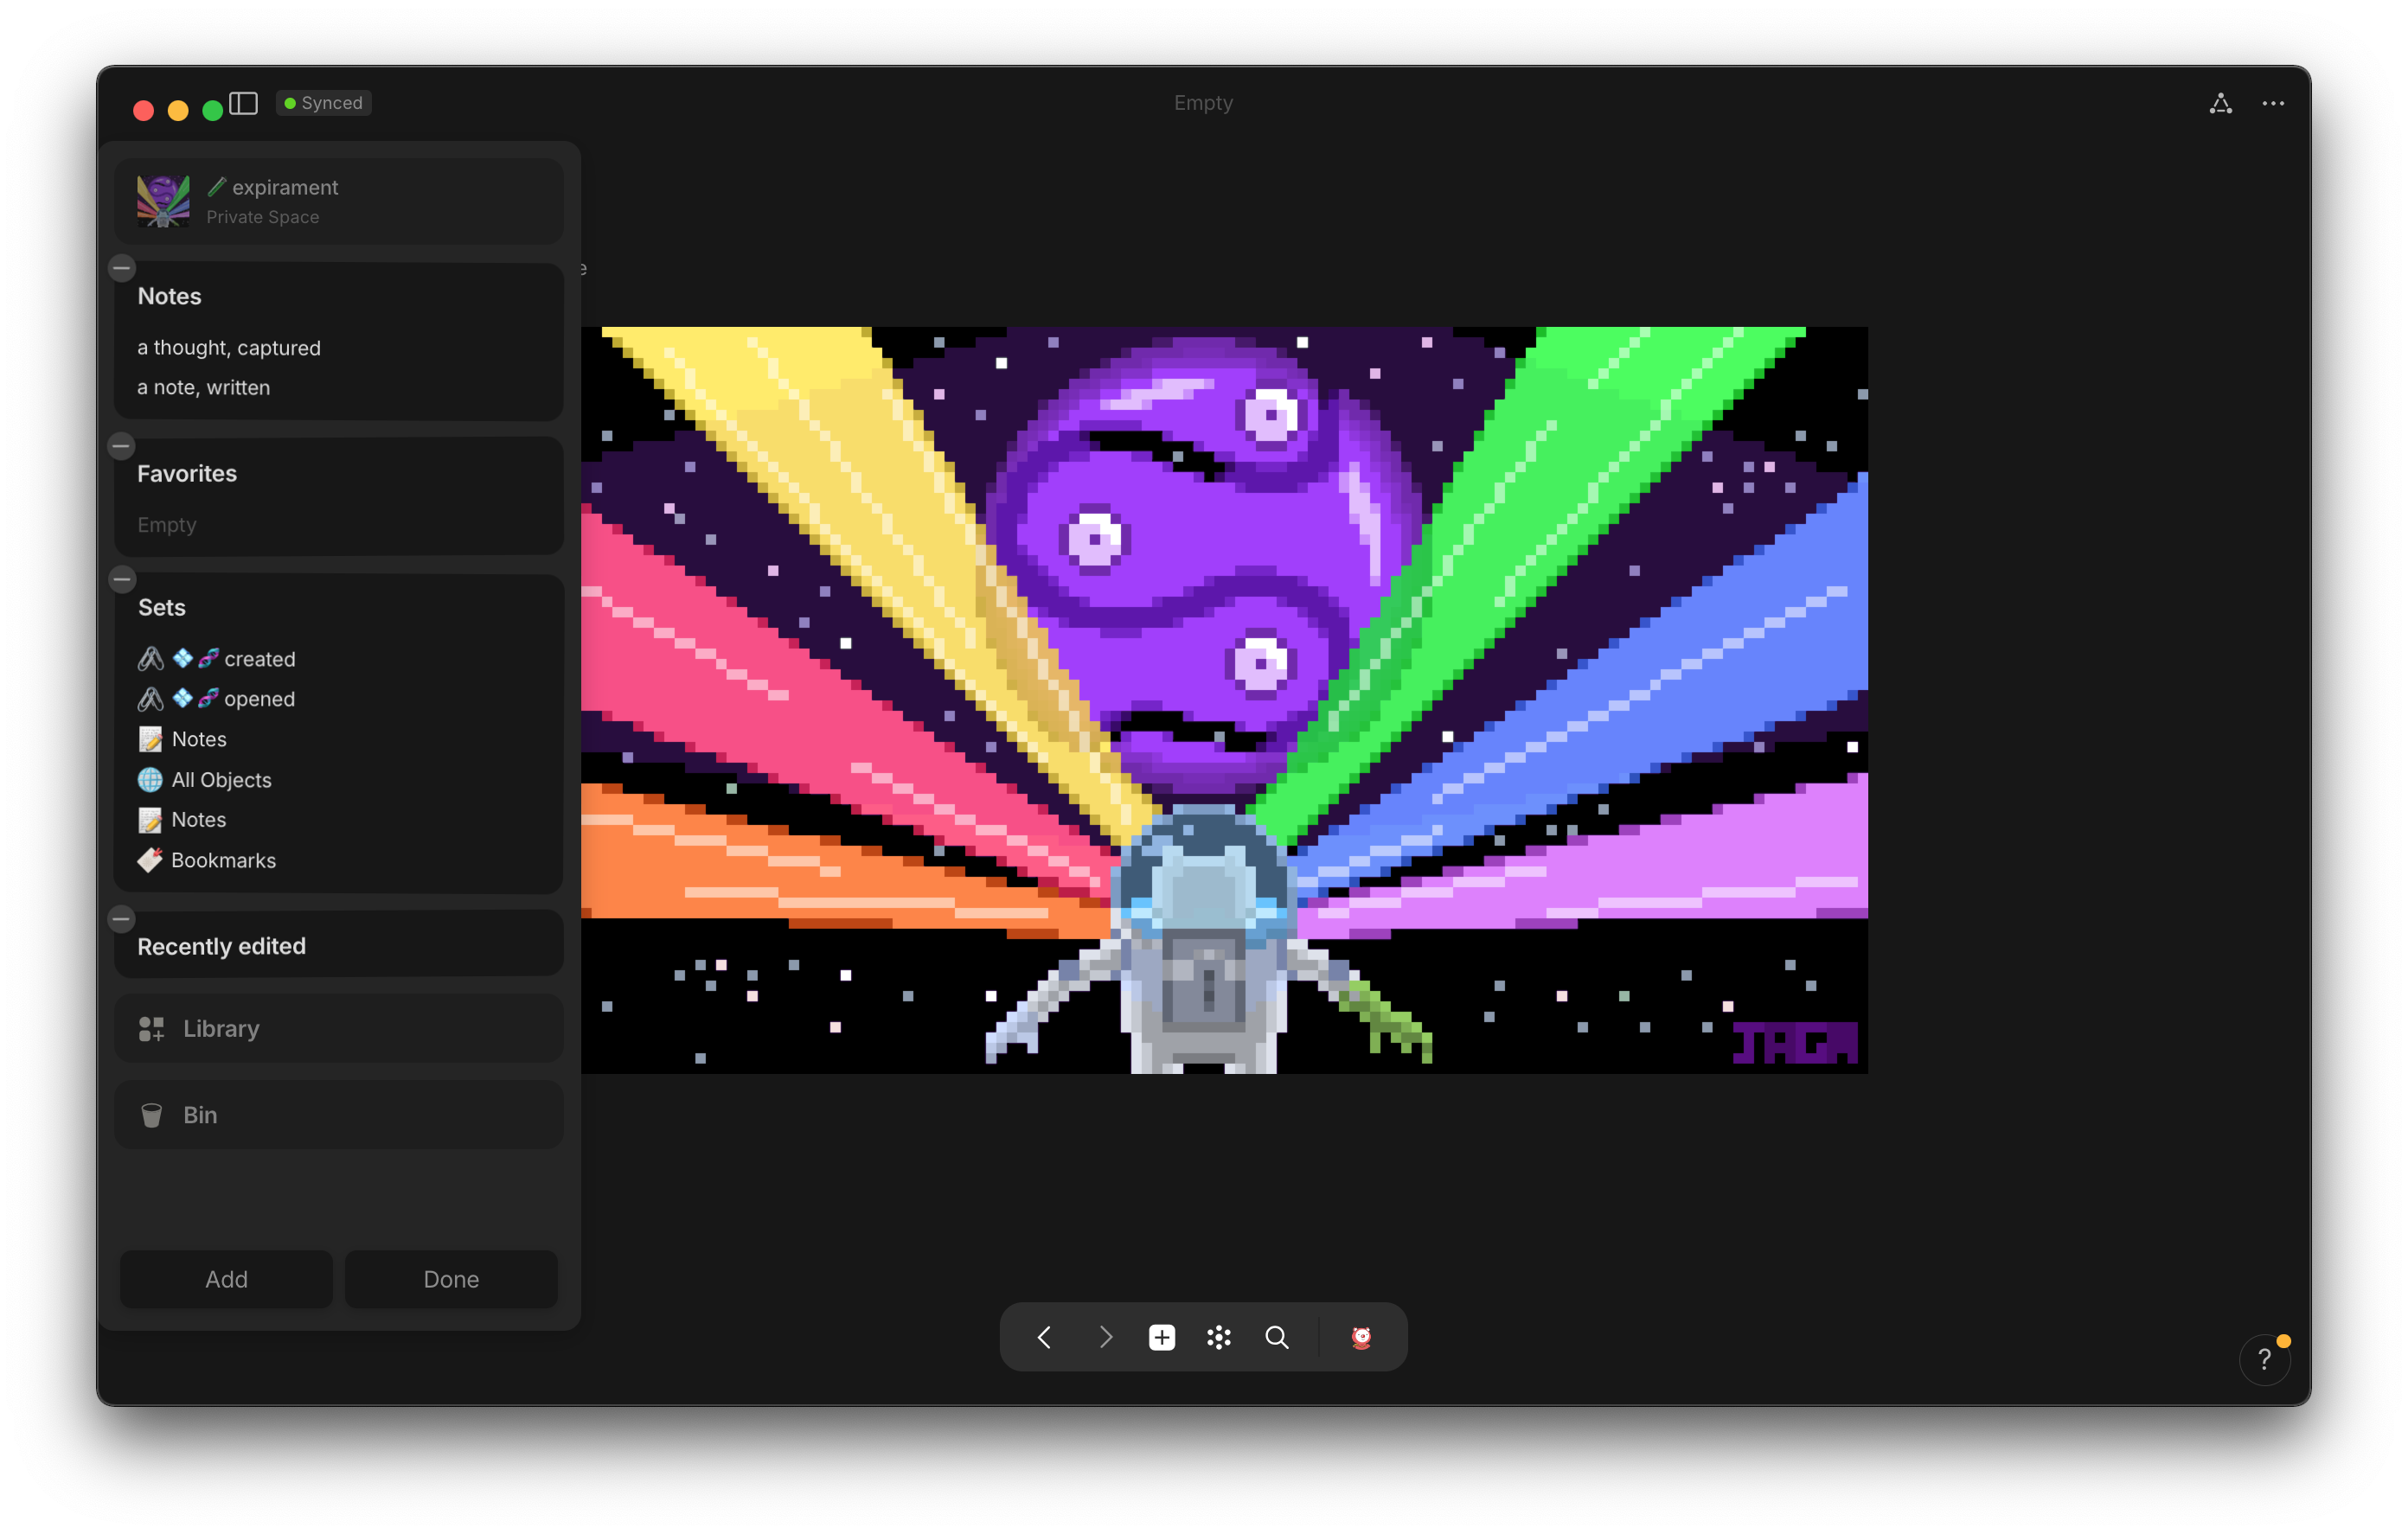 Synced
Empty
expirament
Private Space
e
Notes
a thought, captured
a note, written
Favorites
Empty
Sets
created
opened
Notes
All Objects
Notes
Bookmarks
Recently edited
Library
JAGA
Bin
Add
Done
?